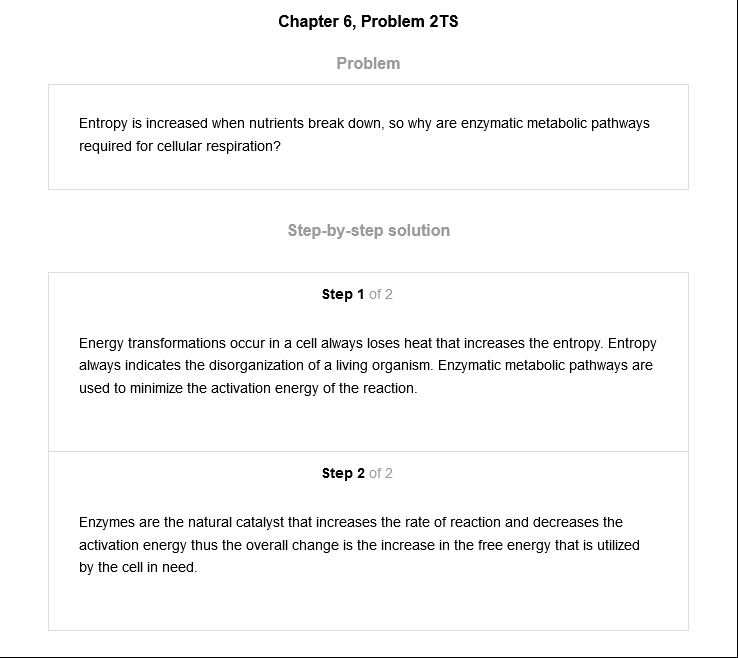 Chapter 6, Problem 2TS
Problem
Entropy is increased when nutrients break down, so why are enzymatic metabolic pathways
required for cellular respiration?
Step-by-step solution
Step 1 of 2
Energy transformations occur in a cell always loses heat that increases the entropy. Entropy
always indicates the disorganization of a living organism. Enzymatic metabolic pathways are
used to minimize the activation energy of the reaction.
Step 2 of 2
Enzymes are the natural catalyst that increases the rate of reaction and decreases the
activation energy thus the overall change is the increase in the free energy that is utilized
by the cell in need.